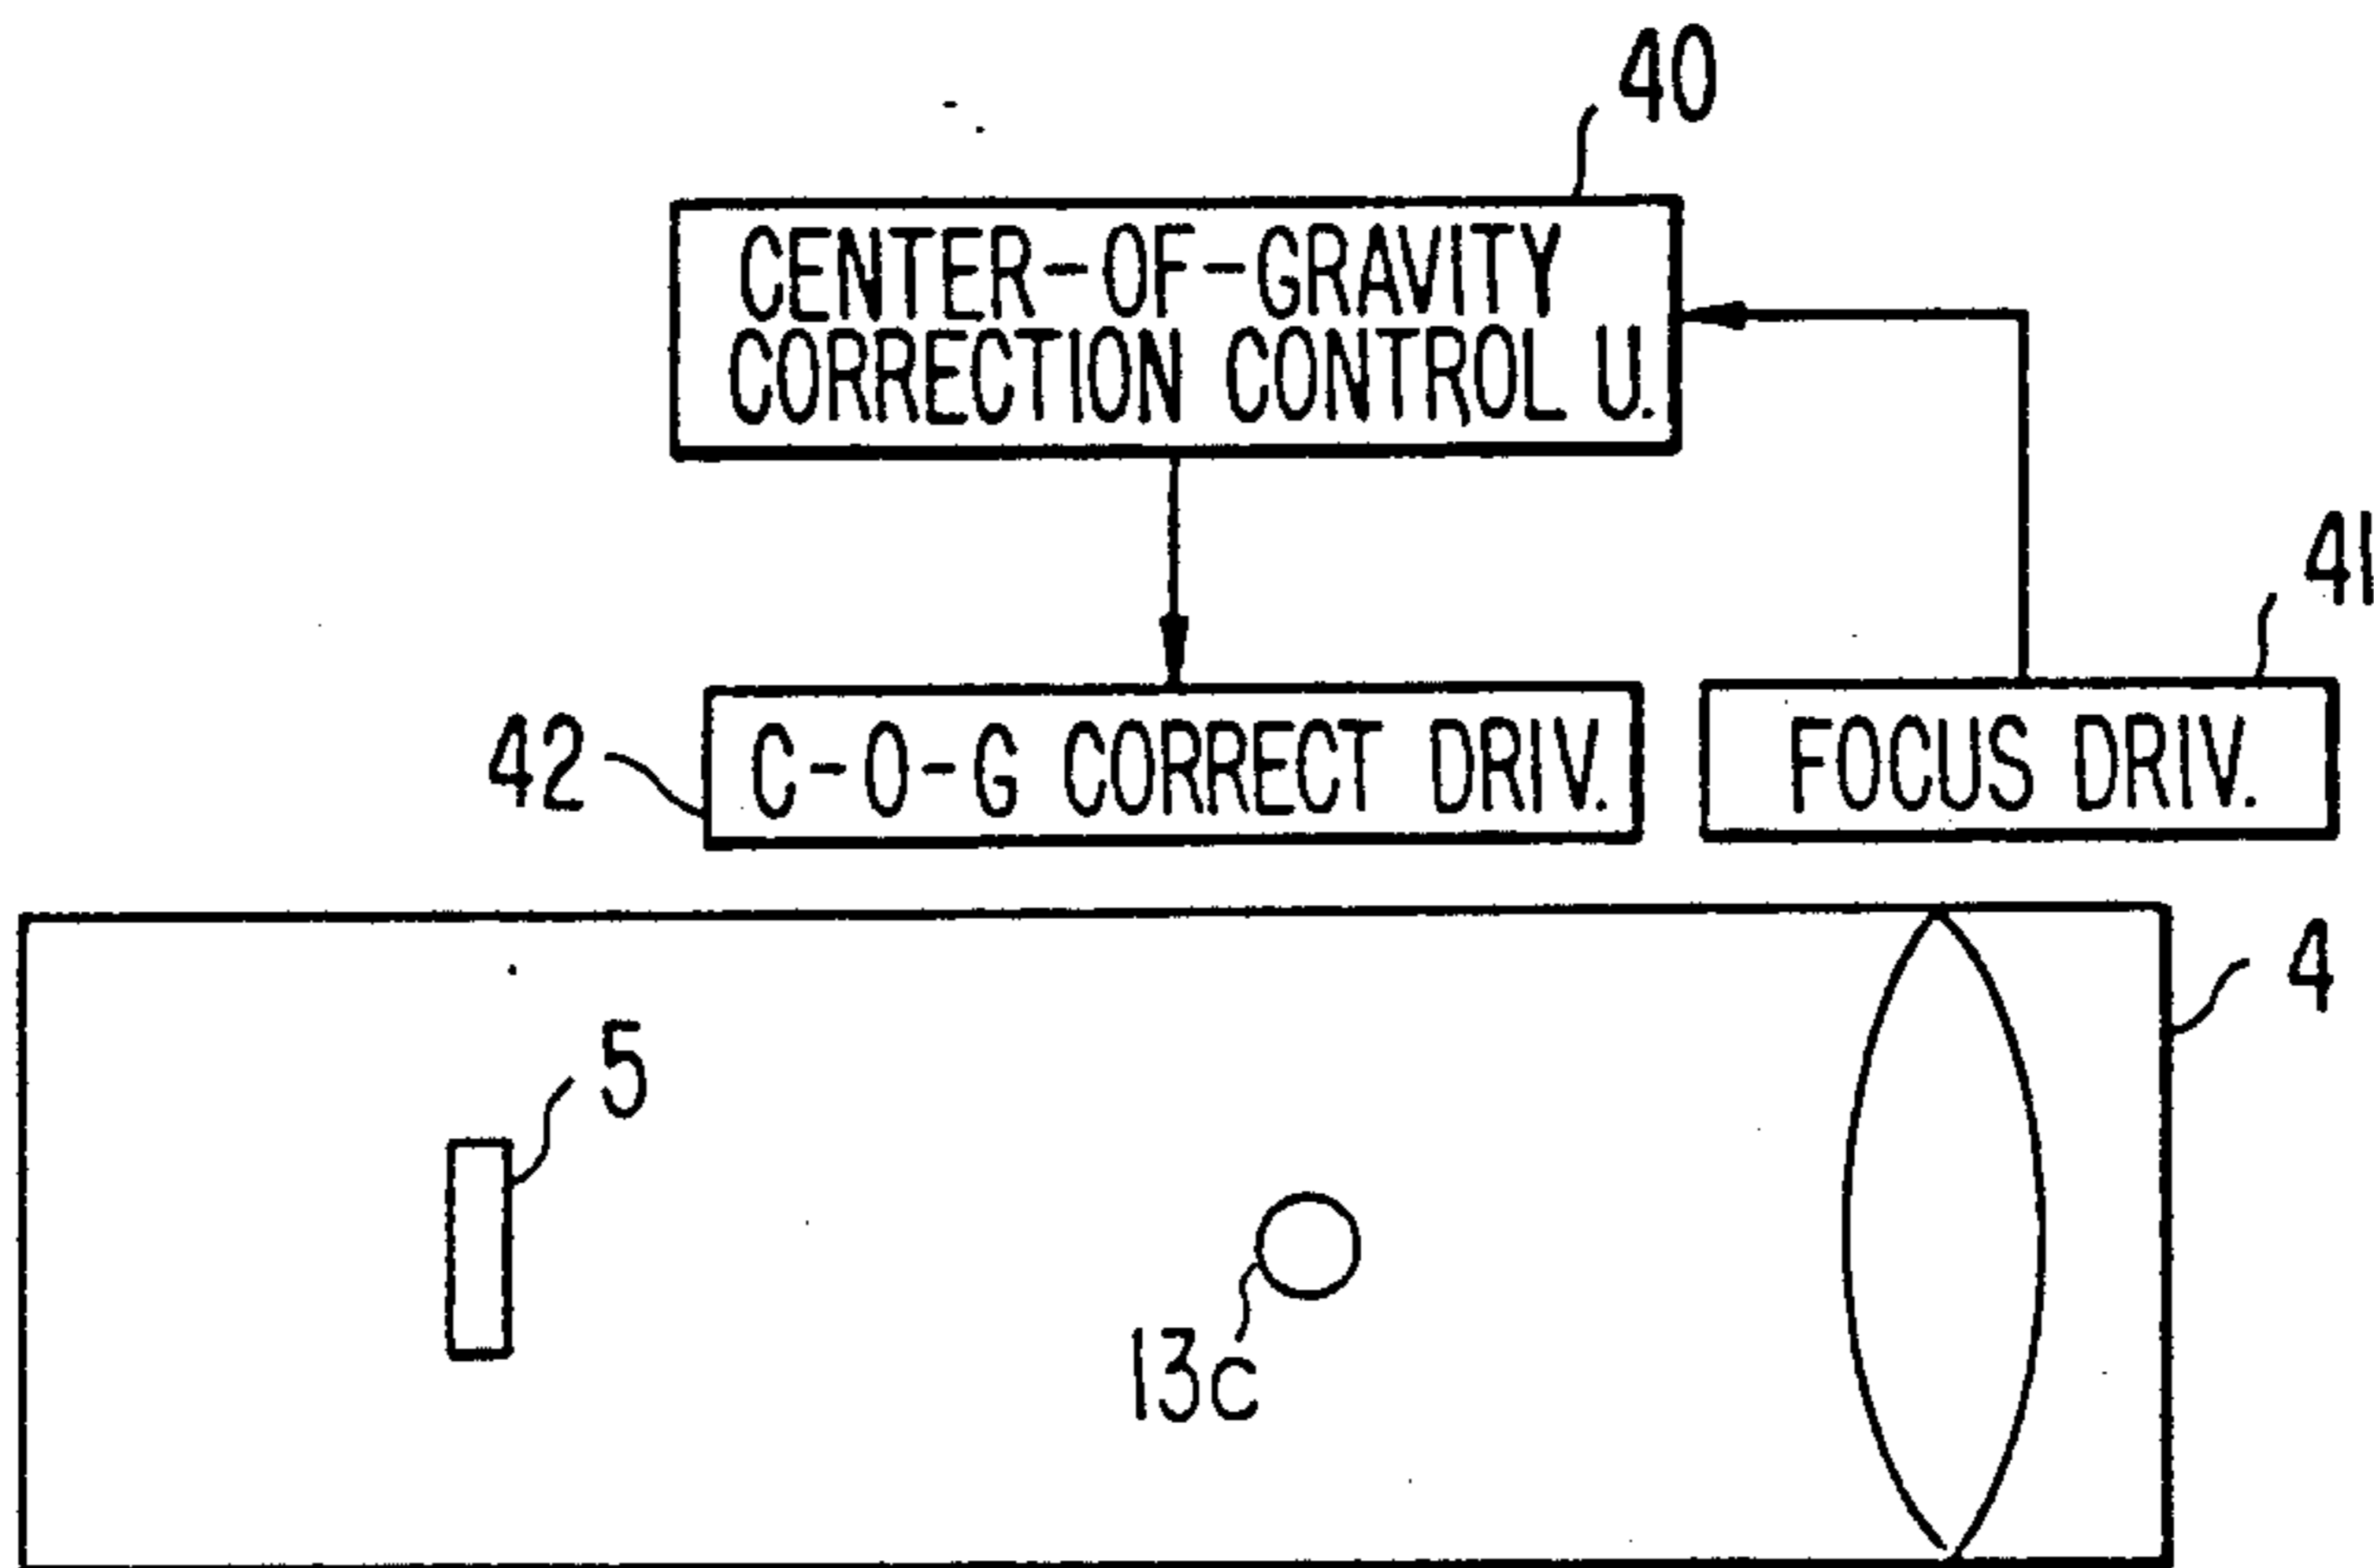 40
CENTER-OF-GRAVITY
CORRECTION CONTROL U.
41
42
C-O-G CORRECT DRIV.
FOCUS DRIV.
4
5
13c